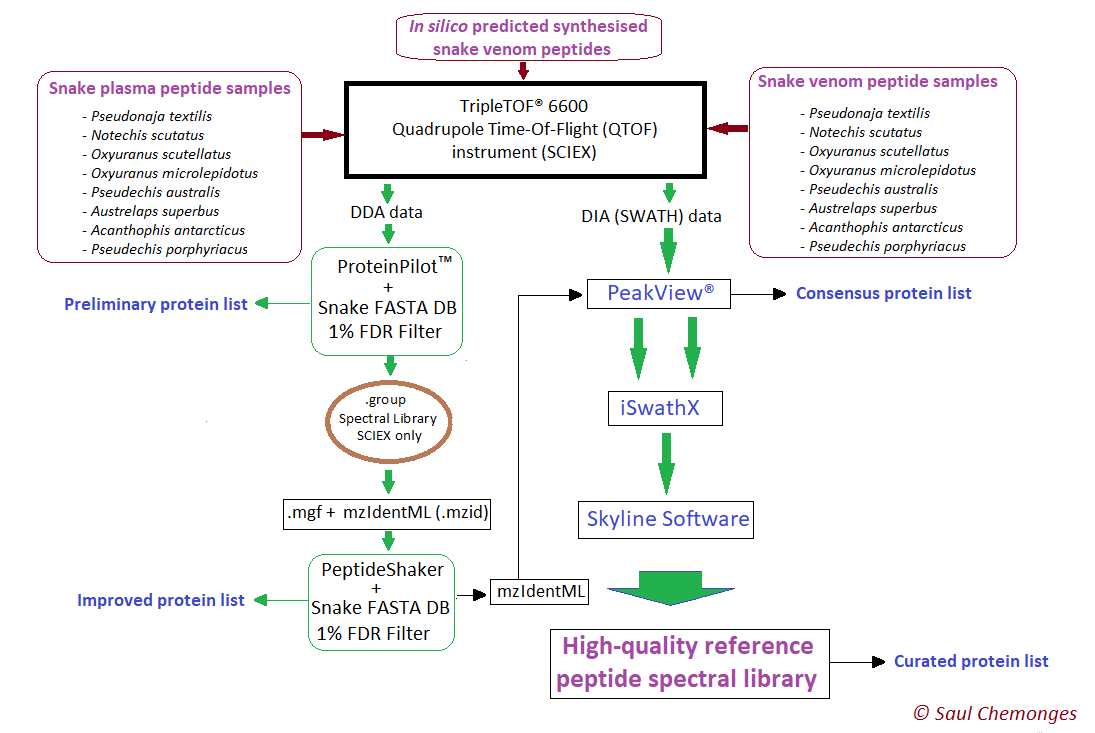 In silico predicted synthesised
snake venom peptides
Snake plasma peptide samples
- Pseudonaja textilis
- Notechis scutatus
- Oxyuranus scutellatus
- Oxyuranus microlepidotus
- Pseudechis australis
- Austrelaps superbus
- Acanthophis antarcticus
- Pseudechis porphyriacus
TripleTOF® 6600
Quadrupole Time-Of-Flight (QTOF)
instrument (SCIEX)
Snake venom peptide samples
- Pseudonaja textilis
- Notechis scutatus
- Oxyuranus scutellatus
- Oxyuranus microlepidotus
- Pseudechis australis
- Austrelaps superbus
- Acanthophis antarcticus
- Pseudechis porphyriacus
DDA data
DIA (SWATH) data
ProteinPilot™
+
Snake FASTA DB
1% FDR Filter
Preliminary protein list
PeakView®
Consensus protein list
.group
Spectral Library
SCIEX only
iSwathX
.mgf + mzIdentML (.mzid)
Skyline Software
PeptideShaker
+
Snake FASTA DB
1% FDR Filter
Improved protein list
mzIdentML
High-quality reference
peptide spectral library
Curated protein list
© Saul Chemonges